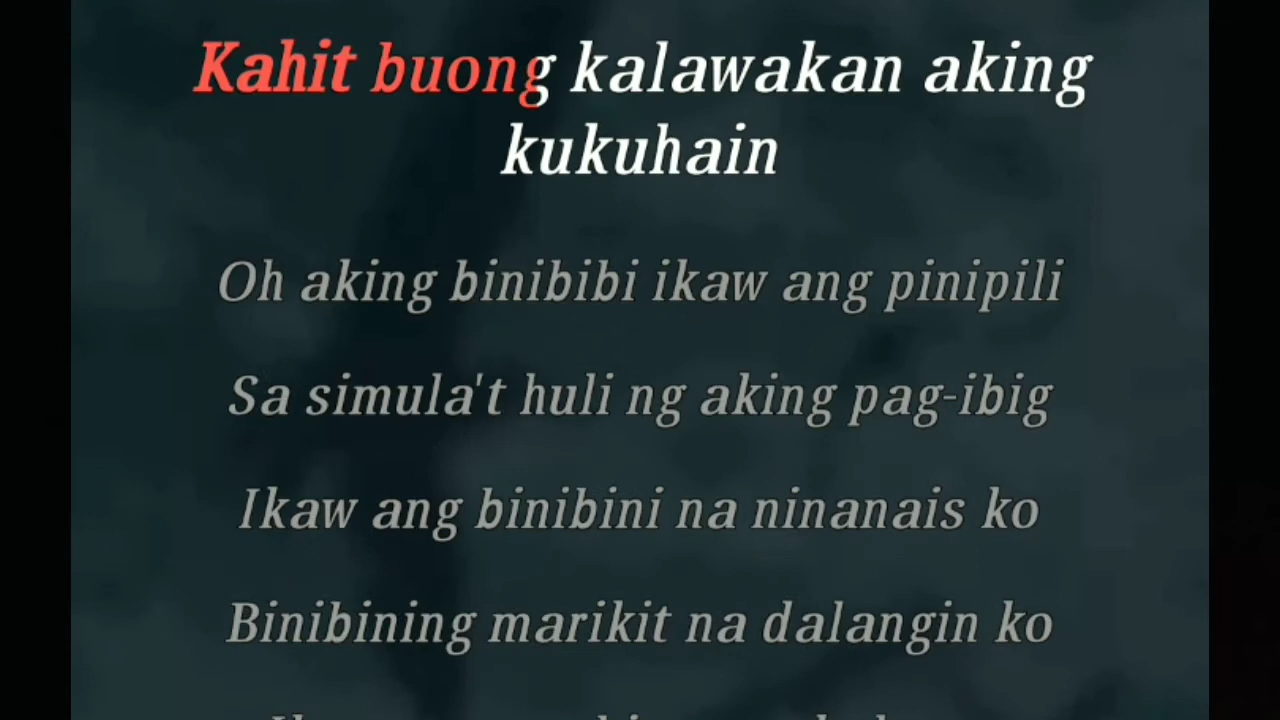 Kahit buong kalawakan aking
kukuhain
Oh aking binibibi ikaw ang pinipili
Sa simula't huli ng aking pag-ibig
Ikaw ang binibini na ninanais ko
Binibining marikit na dalangin ko